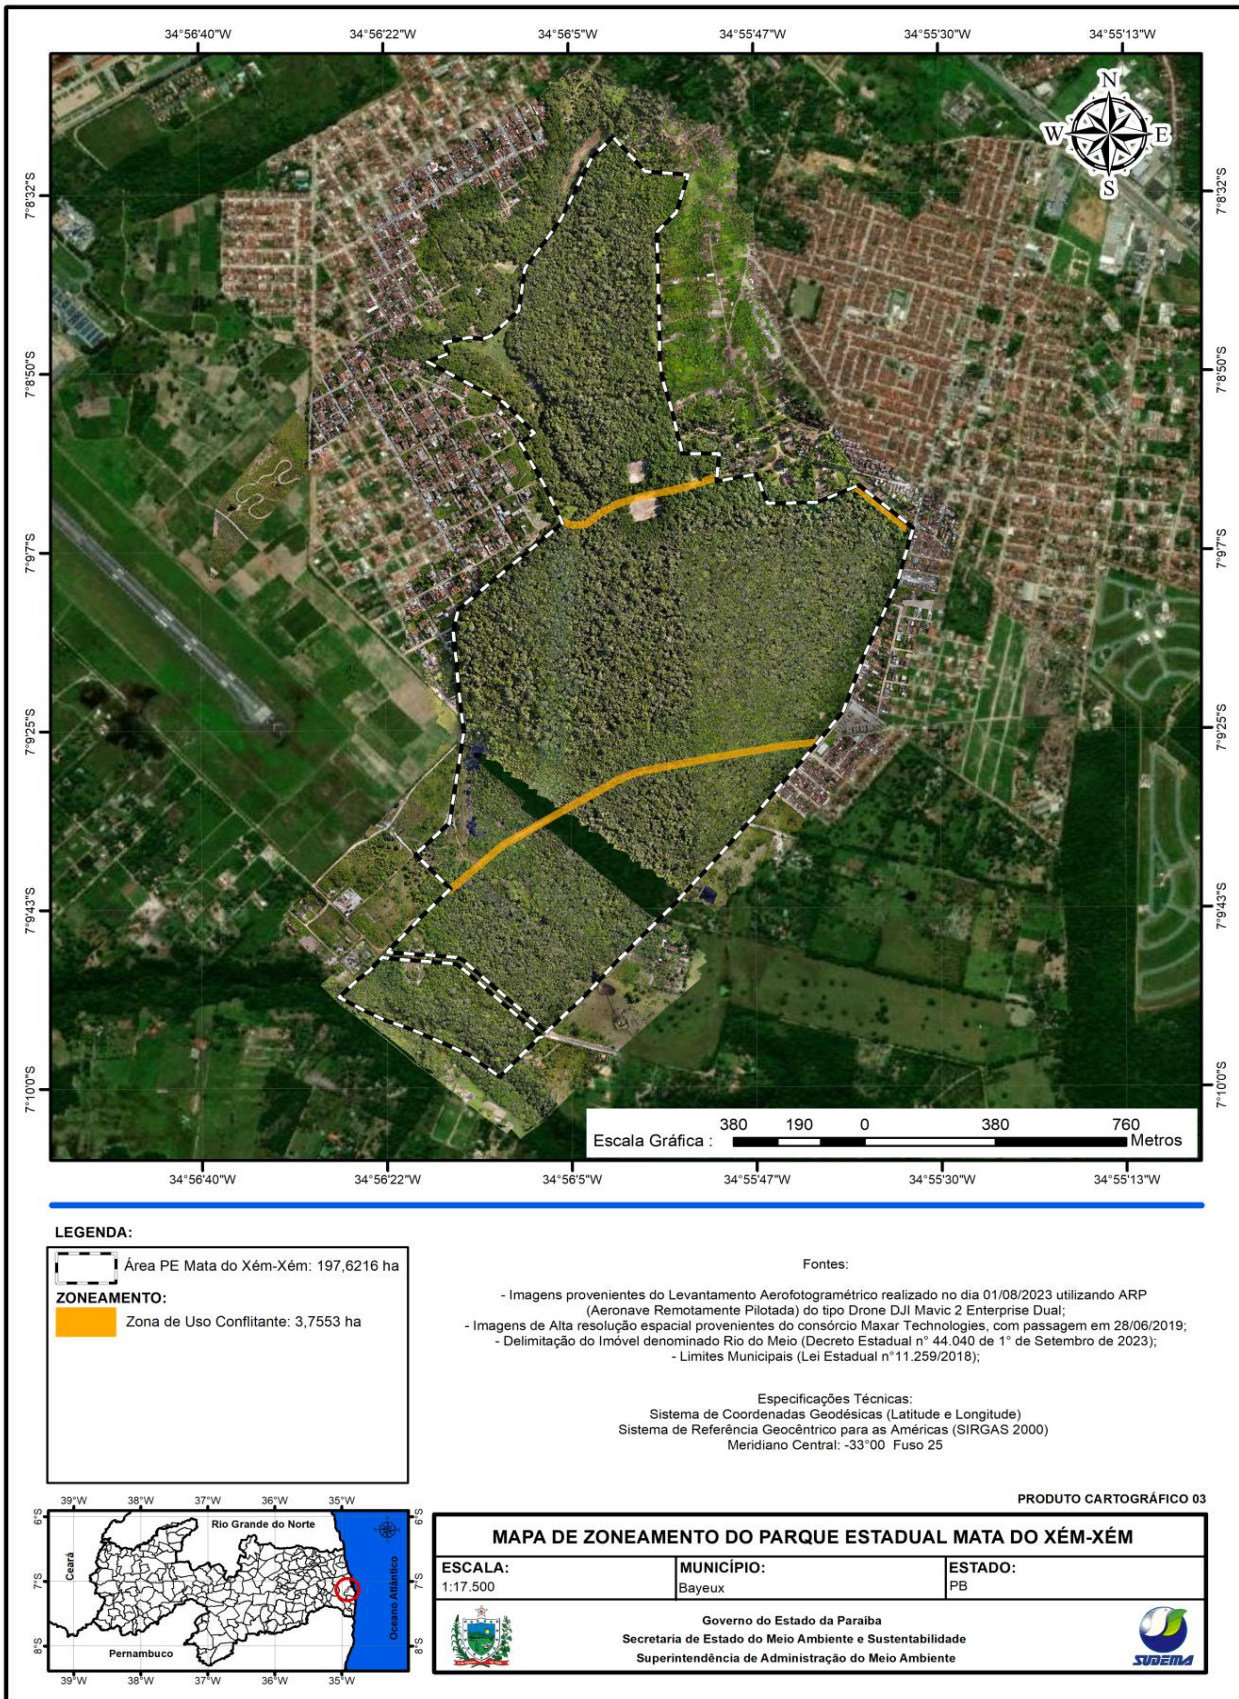 34°56'40"W 34°56'22"W 34°56'5"W 34°55'47"W 34°55'30"W 34°55'13"W
N
W E
S
7°8'32"S 7°8'32"S
7°8'50"S 7°8'50"S
7°9'7"S 7°9'7"S
7°9'25"S 7°9'25"S
7°9'43"S 7°9'43"S
7°10'0"S 7°10'0"S
380 190 0 380 760
Escala Gráfica : Metros
34°56'40"W 34°56'22"W 34°56'5"W 34°55'47"W 34°55'30"W 34°55'13"W
LEGENDA:
Área PE Mata do Xém-Xém: 197,6216 ha
ZONEAMENTO:
Zona de Uso Conflitante: 3,7553 ha
Fontes:
- Imagens provenientes do Levantamento Aerofotogramétrico realizado no dia 01/08/2023 utilizando ARP
(Aeronave Remotamente Pilotada) do tipo Drone DJI Mavic 2 Enterprise Dual;
- Imagens de Alta resolução espacial provenientes do consórcio Maxar Technologies, com passagem em 28/06/2019;
- Delimitação do Imóvel denominado Rio do Meio (Decreto Estadual n° 44.040 de 1° de Setembro de 2023);
- Limites Municipais (Lei Estadual n°11.259/2018);
Especificações Técnicas:
Sistema de Coordenadas Geodésicas (Latitude e Longitude)
Sistema de Referência Geocêntrico para as Américas (SIRGAS 2000)
Meridiano Central: -33°00 Fuso 25
PRODUTO CARTOGRÁFICO 03
39°W 38°W 37°W 36°W 35°W
6°S 6°S
Rio Grande do Norte
Ceará
7°S 7°S
Oceano Atlântico
8°S 8°S
Pernambuco
39°W 38°W 37°W 36°W 35°W
MAPA DE ZONEAMENTO DO PARQUE ESTADUAL MATA DO XÉM-XÉM
ESCALA: MUNICÍPIO: ESTADO:
1:17.500 Bayeux PB
Governo do Estado da Paraíba
Secretaria de Estado do Meio Ambiente e Sustentabilidade
Superintendência de Administração do Meio Ambiente
SUDEMA